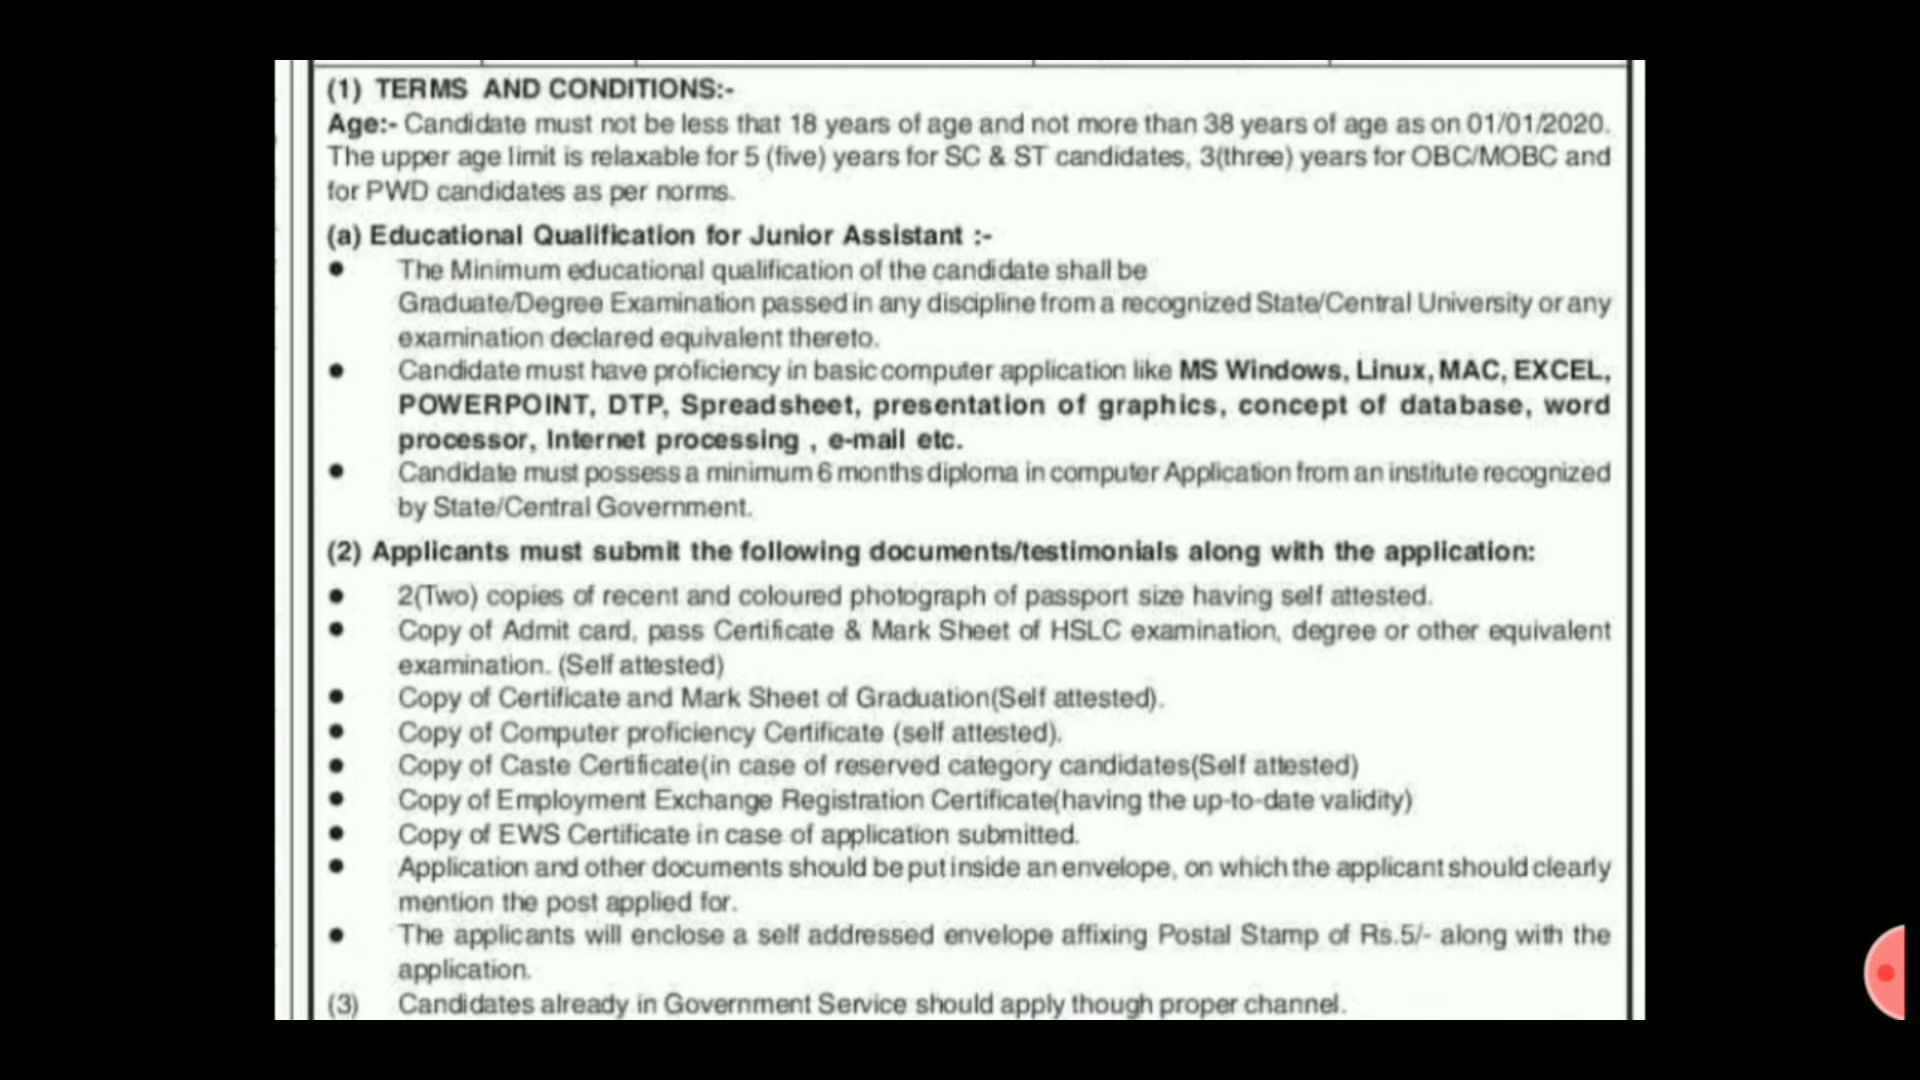 (1) TERMS AND CONDITIONS:-
Age:- Candidate must not be less that 18 years of age and not more than 38 years of age as on 01/01/2020.
The upper age limit is relaxable for 5 (five) years for SC & ST candidates, 3(three) years for OBC/MOBC and
for PWD candidates as per norms.
(a) Educational Qualification for Junior Assistant :-
● The Minimum educational qualification of the candidate shall be
Graduate/Degree Examination passed in any discipline from a recognized State/Central University or any
examination declared equivalent thereto.
● Candidate must have proficiency in basic computer application like MS Windows, Linux, MAC, EXCEL,
POWERPOINT, DTP, Spreadsheet, presentation of graphics, concept of database, word
processor, Internet processing , e-mail etc.
● Candidate must possess a minimum 6 months diploma in computer Application from an institute recognized
by State/Central Government.
(2) Applicants must submit the following documents/testimonials along with the application:
● 2(Two) copies of recent and coloured photograph of passport size having self attested.
● Copy of Admit card, pass Certificate & Mark Sheet of HSLC examination, degree or other equivalent
examination. (Self attested)
● Copy of Certificate and Mark Sheet of Graduation(Self attested).
● Copy of Computer proficiency Certificate (self attested).
● Copy of Caste Certificate(in case of reserved category candidates(Self attested)
● Copy of Employment Exchange Registration Certificate(having the up-to-date validity)
● Copy of EWS Certificate in case of application submitted.
● Application and other documents should be put inside an envelope, on which the applicant should clearly
mention the post applied for.
● The applicants will enclose a self addressed envelope affixing Postal Stamp of Rs.5/- along with the
application.
(3) Candidates already in Government Service should apply though proper channel.